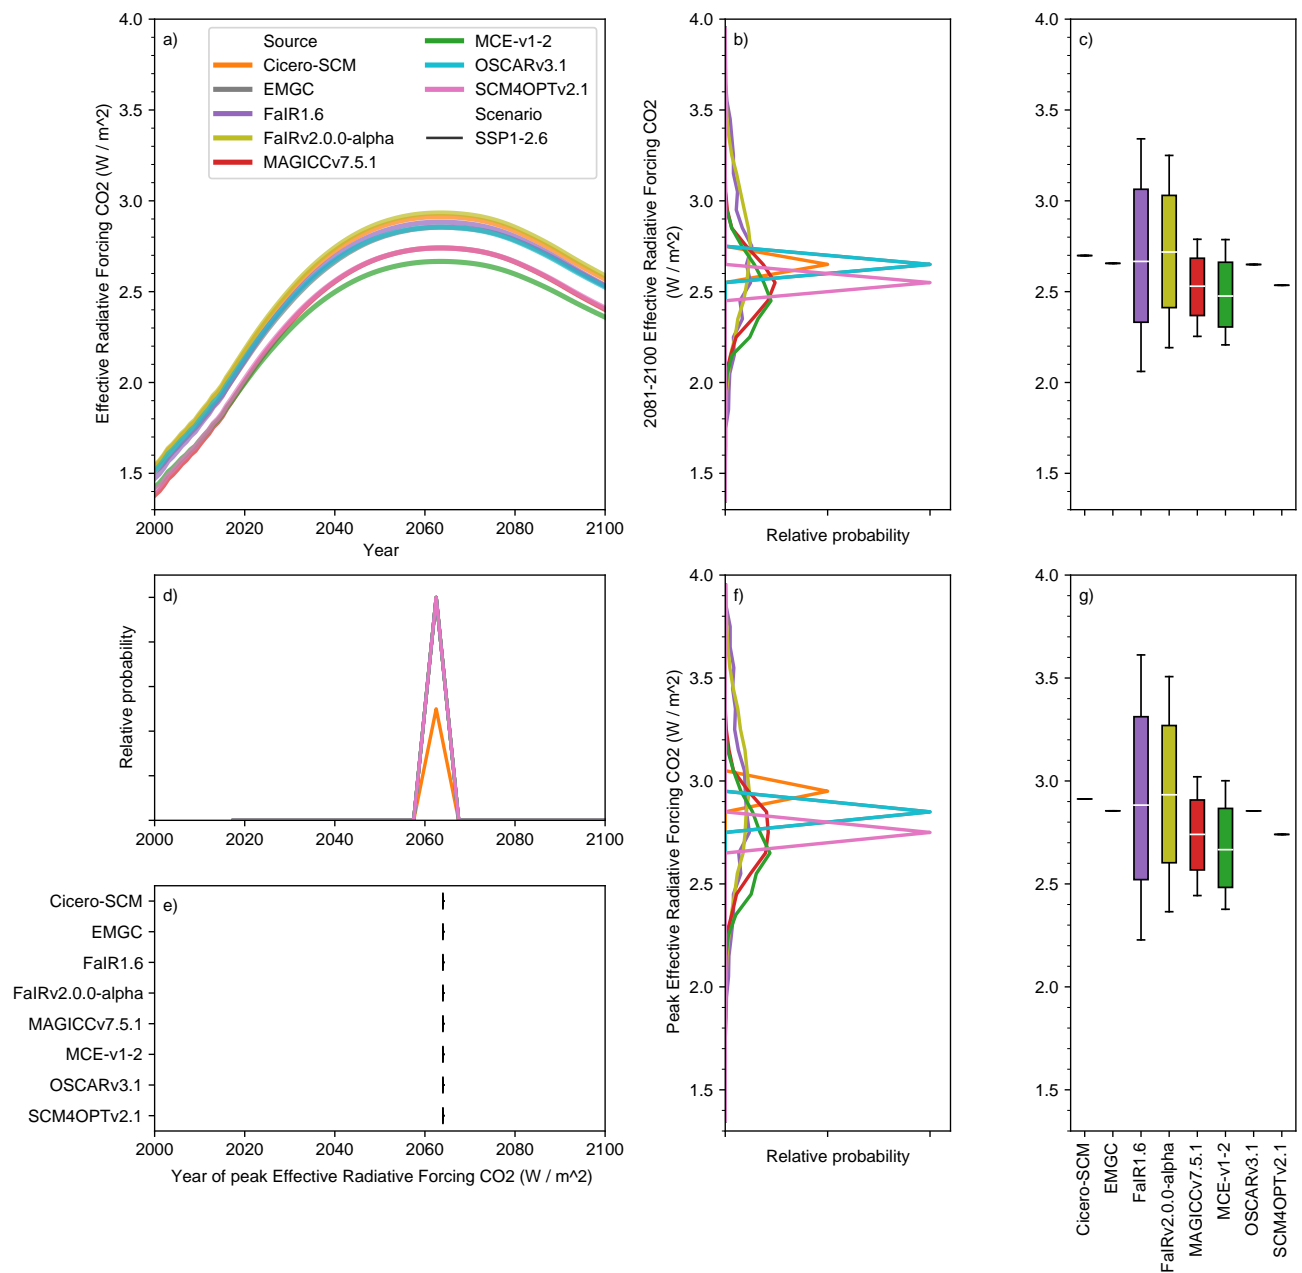 a)
4.0
3.5
3.0
2.5
2.0
1.5
Effective Radiative Forcing CO2 (W / m^2)
Source
Cicero-SCM
EMGC
FaIR1.6
FaIRv2.0.0-alpha
MAGICCv7.5.1
MCE-v1-2
OSCARv3.1
SCM4OPTv2.1
Scenario
SSP1-2.6
2000
2020
2040
2060
2080
2100
Year
b)
4.0
3.5
3.0
2.5
2.0
1.5
2081-2100 Effective Radiative Forcing CO2
(W / m^2)
Relative probability
c)
4.0
3.5
3.0
2.5
2.0
1.5
d)
Relative probability
e)
Cicero-SCM
EMGC
FaIR1.6
FaIRv2.0.0-alpha
MAGICCv7.5.1
MCE-v1-2
OSCARv3.1
SCM4OPTv2.1
2000
2020
2040
2060
2080
2100
Year of peak Effective Radiative Forcing CO2 (W / m^2)
f)
4.0
3.5
3.0
2.5
2.0
1.5
Peak Effective Radiative Forcing CO2 (W / m^2)
Relative probability
g)
4.0
3.5
3.0
2.5
2.0
1.5
Cicero-SCM
EMGC
FaIR1.6
FaIRv2.0.0-alpha
MAGICCv7.5.1
MCE-v1-2
OSCARv3.1
SCM4OPTv2.1